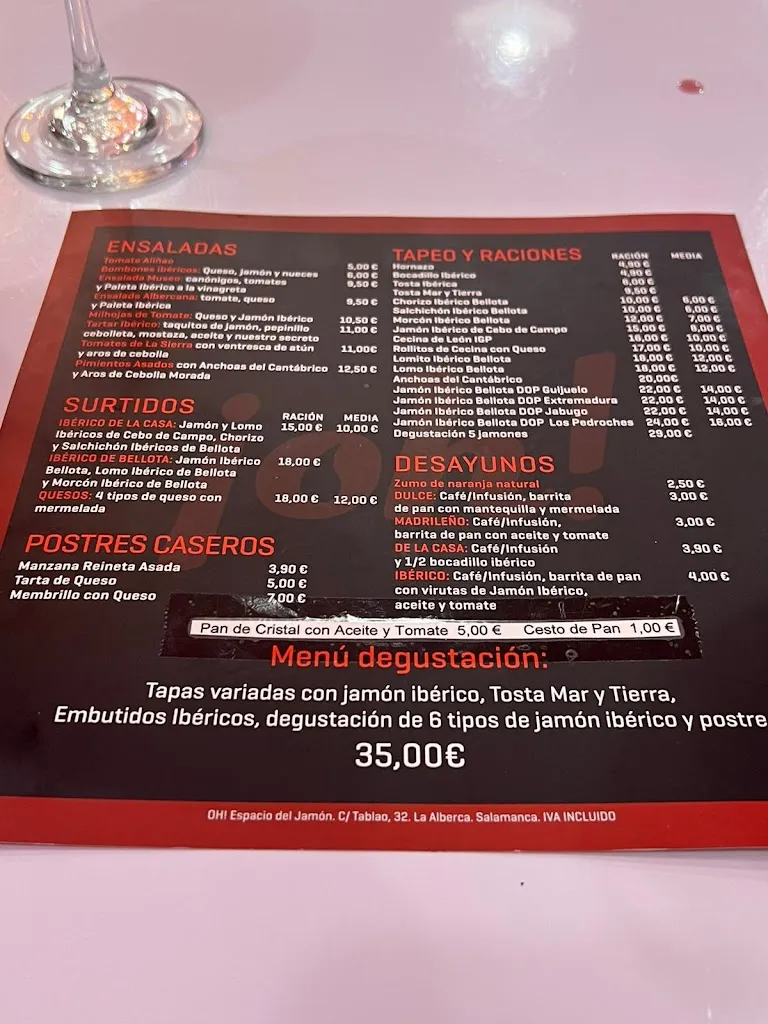 ENSALADAS
Tomate Aliñao 5,00 €
Bombones ibéricos: Queso, jamón y nueces 6,00 €
Ensalada Museo: canónigos, tomates 9,50 €
y Paleta Ibérica a la vinagreta
Ensalada Albercana: tomate, queso 9,50 €
y Paleta Ibérica
Milhojas de Tomate: Queso y Jamón Ibérico 10,50 €
Tartar Ibérico: taquitos de jamón, pepinillo 11,00 €
cebolleta, mostaza, aceite y nuestro secreto
Tomates de La Sierra con ventresca de atún 11,00€
y aros de cebolla
Pimientos Asados con Anchoas del Cantábrico 12,50 €
y Aros de Cebolla Morada
SURTIDOS
RACIÓN MEDIA
IBÉRICO DE LA CASA: Jamón y Lomo 15,00 € 10,00 €
Ibéricos de Cebo de Campo, Chorizo
y Salchichón Ibéricos de Bellota
IBÉRICO DE BELLOTA: Jamón Ibérico 18,00 €
Bellota, Lomo Ibérico de Bellota
y Morcón Ibérico de Bellota
QUESOS: 4 tipos de queso con 18,00 € 12,00 €
mermelada
POSTRES CASEROS
Manzana Reineta Asada 3,90 €
Tarta de Queso 5,00 €
Membrillo con Queso 7,00 €
TAPEO Y RACIONES RACIÓN MEDIA
Hornazo 4,90 €
Bocadillo Ibérico 4,90 €
Tosta Ibérica 6,00 €
Tosta Mar y Tierra 9,50 €
Chorizo Ibérico Bellota 10,00 € 6,00 €
Salchichón Ibérico Bellota 10,00 € 6,00 €
Morcón Ibérico Bellota 12,00 € 7,00 €
Jamón Ibérico de Cebo de Campo 15,00 € 8,00 €
Cecina de León IGP 16,00 € 10,00 €
Rollitos de Cecina con Queso 17,00 € 10,00 €
Lomito Ibérico Bellota 18,00 € 12,00 €
Lomo Ibérico Bellota 18,00 € 12,00 €
Anchoas del Cantábrico 20,00€
Jamón Ibérico Bellota DOP Guijuelo 22,00 € 14,00 €
Jamón Ibérico Bellota DOP Extremadura 22,00 € 14,00 €
Jamón Ibérico Bellota DOP Jabugo 22,00 € 14,00 €
Jamón Ibérico Bellota DOP Los Pedroches 24,00 € 16,00 €
Degustación 5 jamones 29,00 €
DESAYUNOS
Zumo de naranja natural 2,50 €
DULCE: Café/Infusión, barrita 3,00 €
de pan con mantequilla y mermelada
MADRILEÑO: Café/Infusión, 3,00 €
barrita de pan con aceite y tomate
DE LA CASA: Café/Infusión 3,90 €
y 1/2 bocadillo ibérico
IBÉRICO: Café/Infusión, barrita de pan 4,00 €
con virutas de Jamón Ibérico,
aceite y tomate
Pan de Cristal con Aceite y Tomate 5,00 € Cesto de Pan 1,00 €
Menú degustación:
Tapas variadas con jamón ibérico, Tosta Mar y Tierra,
Embutidos Ibéricos, degustación de 6 tipos de jamón ibérico y postre
35,00€
OH! Espacio del Jamón. C/ Tablao, 32. La Alberca. Salamanca. IVA INCLUIDO